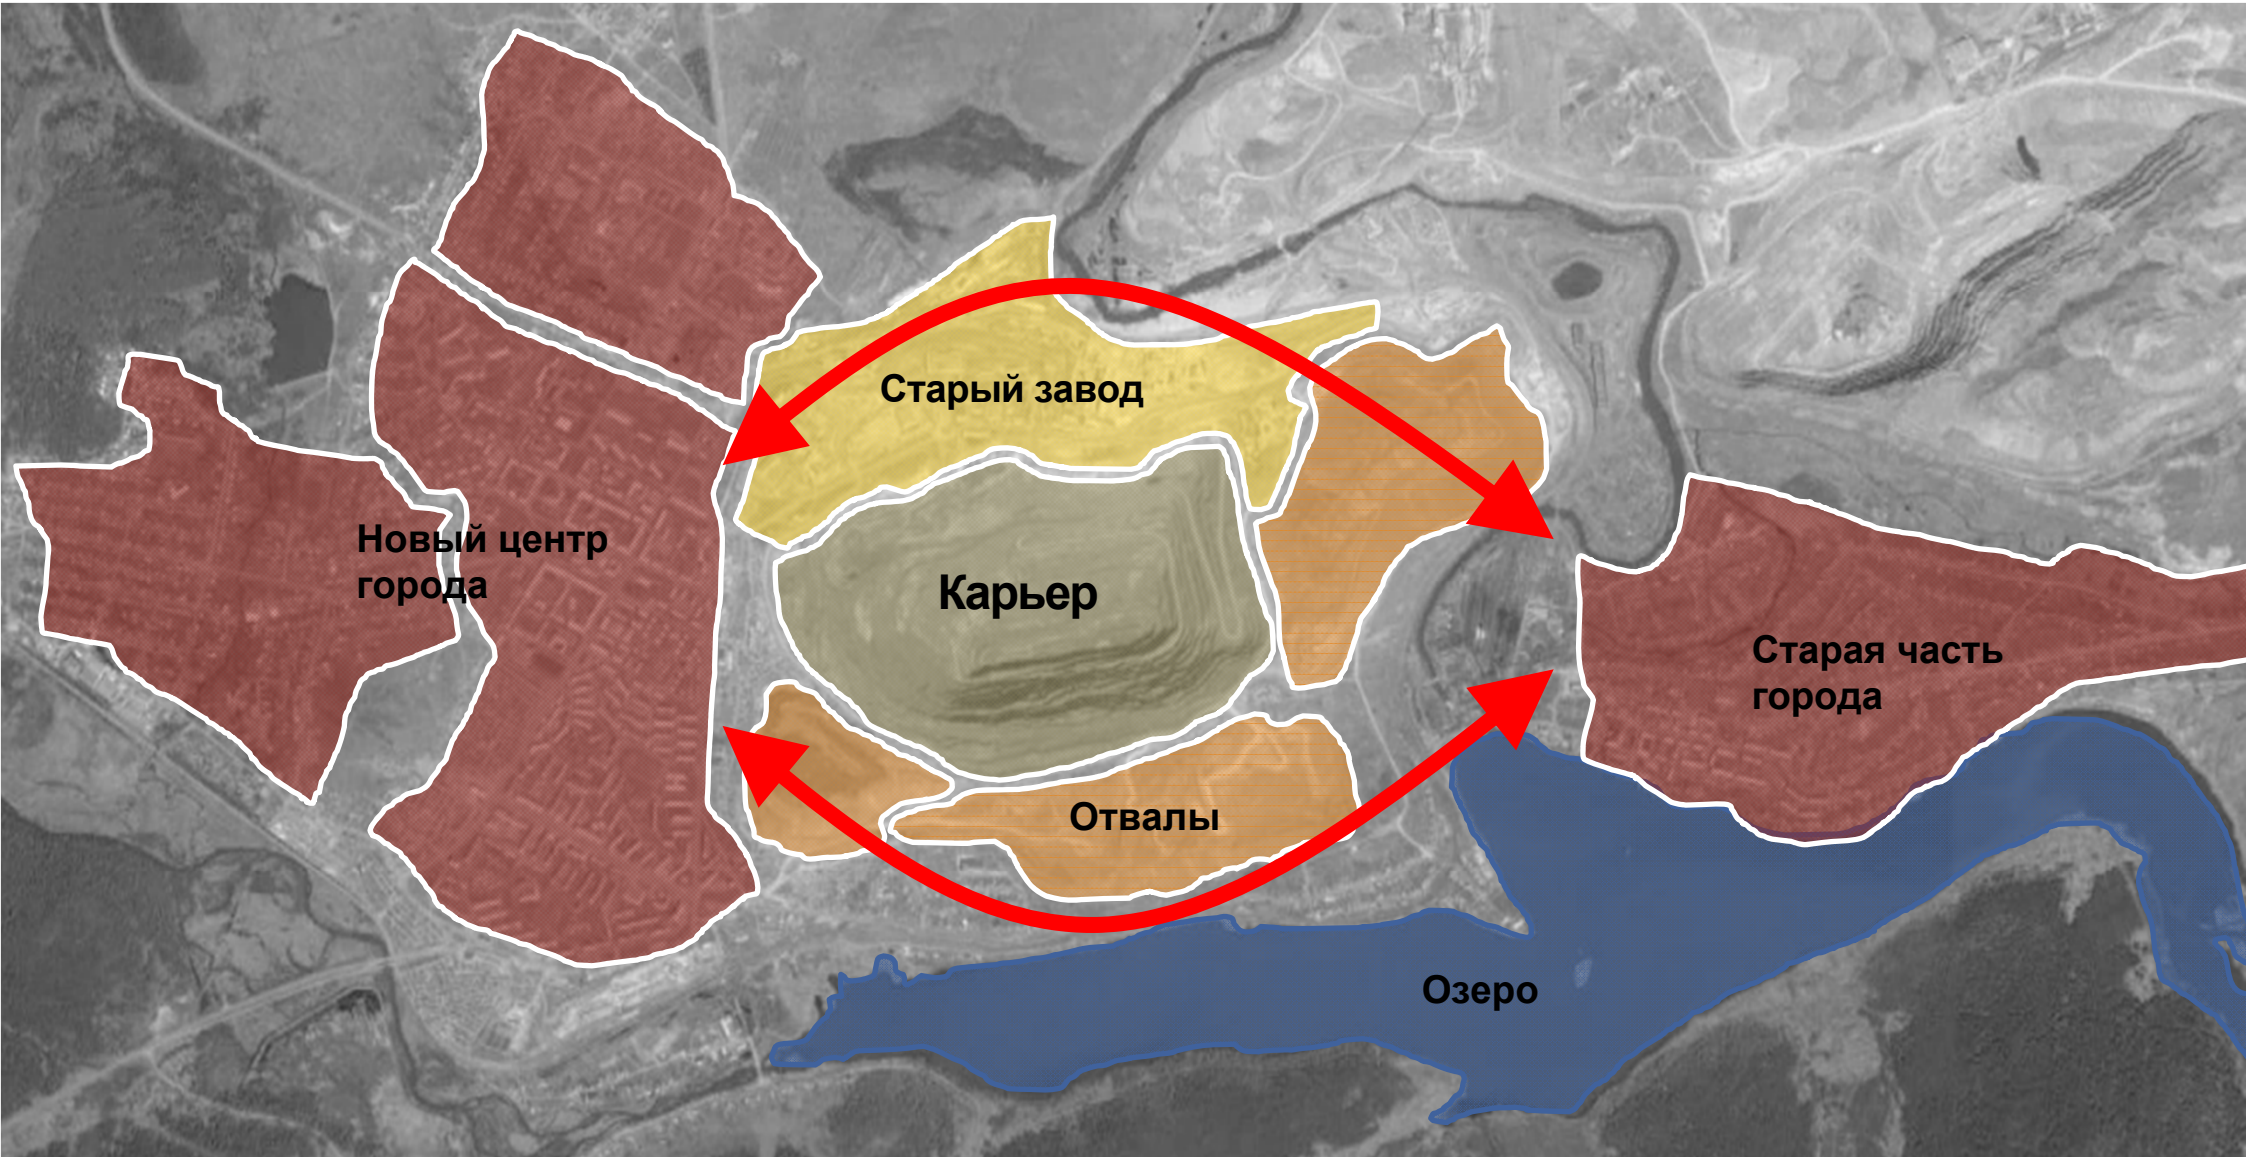 Старый завод
Новый центр
города
Карьер
Старая часть
города
Отвалы
Озеро